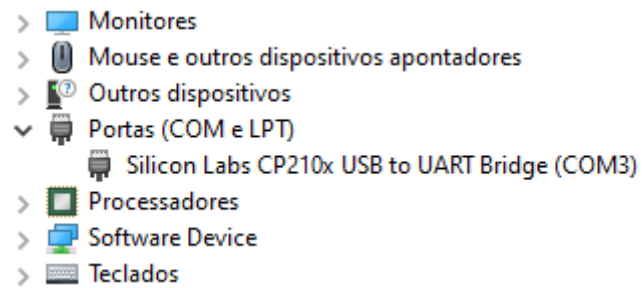 Monitores
Mouse e outros dispositivos apontadores
Outros dispositivos
Portas (COM e LPT)
Silicon Labs CP210x USB to UART Bridge (COM3)
Processadores
Software Device
Teclados